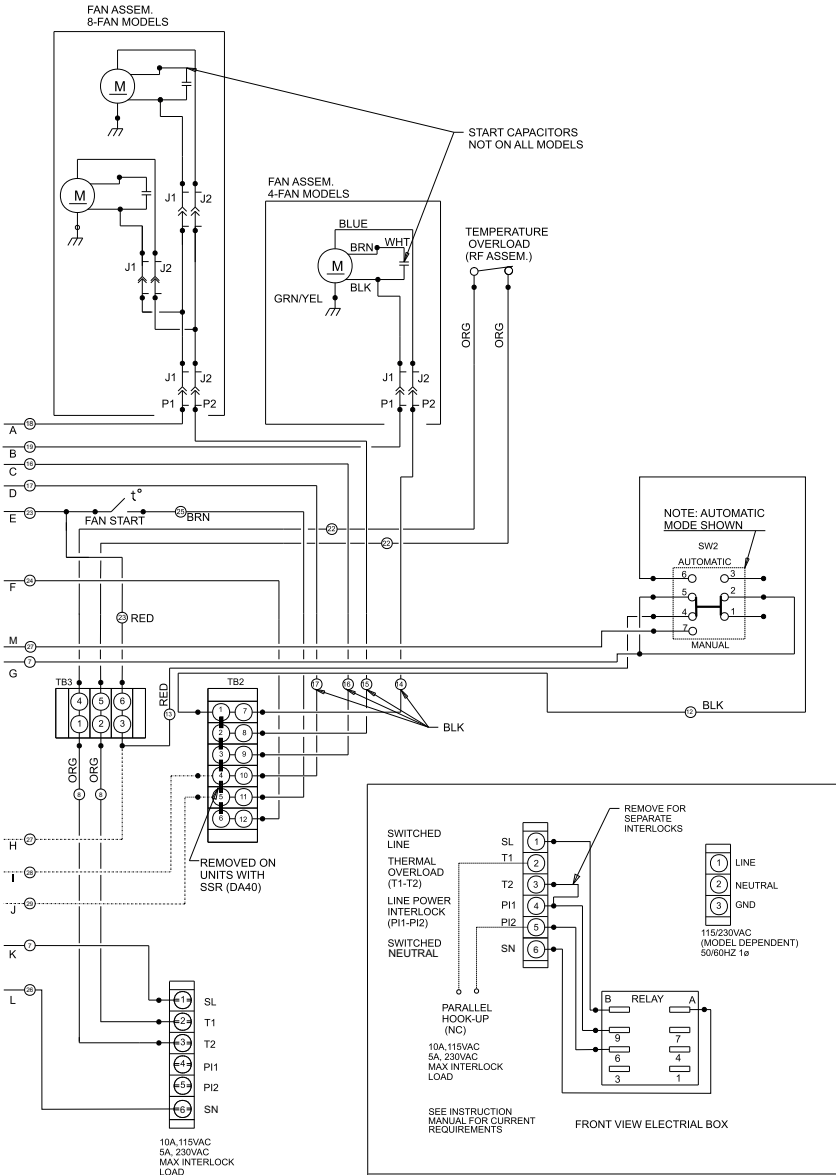 FAN ASSEM.
8-FAN MODELS
M
START CAPACITORS
NOT ON ALL MODELS
M
J1
J2
FAN ASSEM.
4-FAN MODELS
BLUE
WHT
BRN
M
BLK
GRN/YEL
TEMPERATURE
OVERLOAD
(RF ASSEM.)
J1
J2
ORG
ORG
J1
J2
P1
P2
J1
J2
P1
P2
A
18
B
19
C
16
D
17
E
23
t°
FAN START
25
BRN
22
22
NOTE: AUTOMATIC
MODE SHOWN
SW2
AUTOMATIC
6
3
5
2
4
1
7
MANUAL
F
24
23
RED
M
27
G
7
TB3
4
5
6
1
2
3
RED
13
TB2
1
7
2
8
3
9
4
10
5
11
6
12
17
16
15
14
BLK
12
BLK
ORG
ORG
8
8
H
27
I
28
J
29
REMOVED ON
UNITS WITH
SSR (DA40)
K
7
L
26
1
SL
2
T1
3
T2
4
PI1
5
PI2
6
SN
10A,115VAC
5A, 230VAC
MAX INTERLOCK
LOAD
SWITCHED
LINE
THERMAL
OVERLOAD
(T1-T2)
LINE POWER
INTERLOCK
(PI1-PI2)
SWITCHED
NEUTRAL
SL
1
T1
2
T2
3
PI1
4
PI2
5
SN
6
REMOVE FOR
SEPARATE
INTERLOCKS
1
LINE
2
NEUTRAL
3
GND
115/230VAC
(MODEL DEPENDENT)
50/60HZ 1ø
PARALLEL
HOOK-UP
(NC)
10A,115VAC
5A, 230VAC
MAX INTERLOCK
LOAD
SEE INSTRUCTION
MANUAL FOR CURRENT
REQUIREMENTS
B
RELAY
A
9
7
6
4
3
1
FRONT VIEW ELECTRIAL BOX